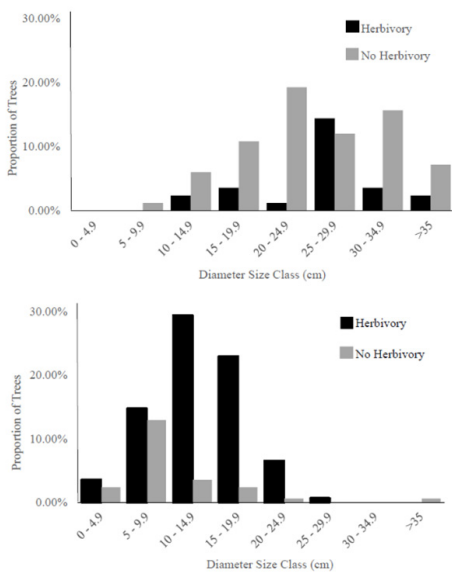 30.00%
20.00%
10.00%
0.00%
Proportion of Trees
Herbivory
No Herbivory
0 - 4.9
5 - 9.9
10 - 14.9
15 - 19.9
20 - 24.9
25 - 29.9
30 - 34.9
>35
Diameter Size Class (cm)
30.00%
20.00%
10.00%
0.00%
Proportion of Trees
Herbivory
No Herbivory
0 - 4.9
5 - 9.9
10 - 14.9
15 - 19.9
20 - 24.9
25 - 29.9
30 - 34.9
>35
Diameter Size Class (cm)